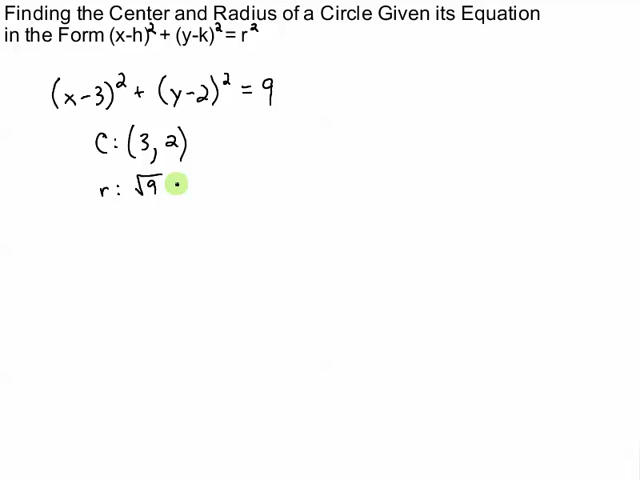 Finding the Center and Radius of a Circle Given its Equation
in the Form (x-h)² + (y-k)² = r²
(x-3)² + (y-2)² = 9
C: (3, 2)
r: √9